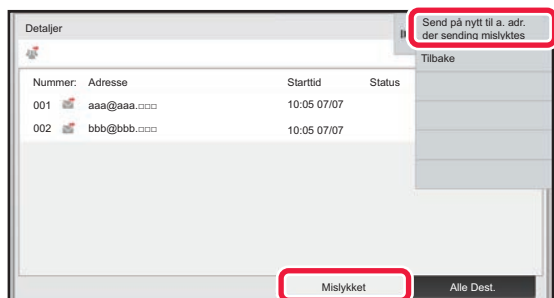 Detaljer
Send på nytt til a. adr.
der sending mislyktes
Tilbake
Nummer: Adresse Starttid Status
001 aaa@aaa.□□□ 10:05 07/07
002 bbb@bbb.□□□ 10:05 07/07
Mislykket Alle Dest.